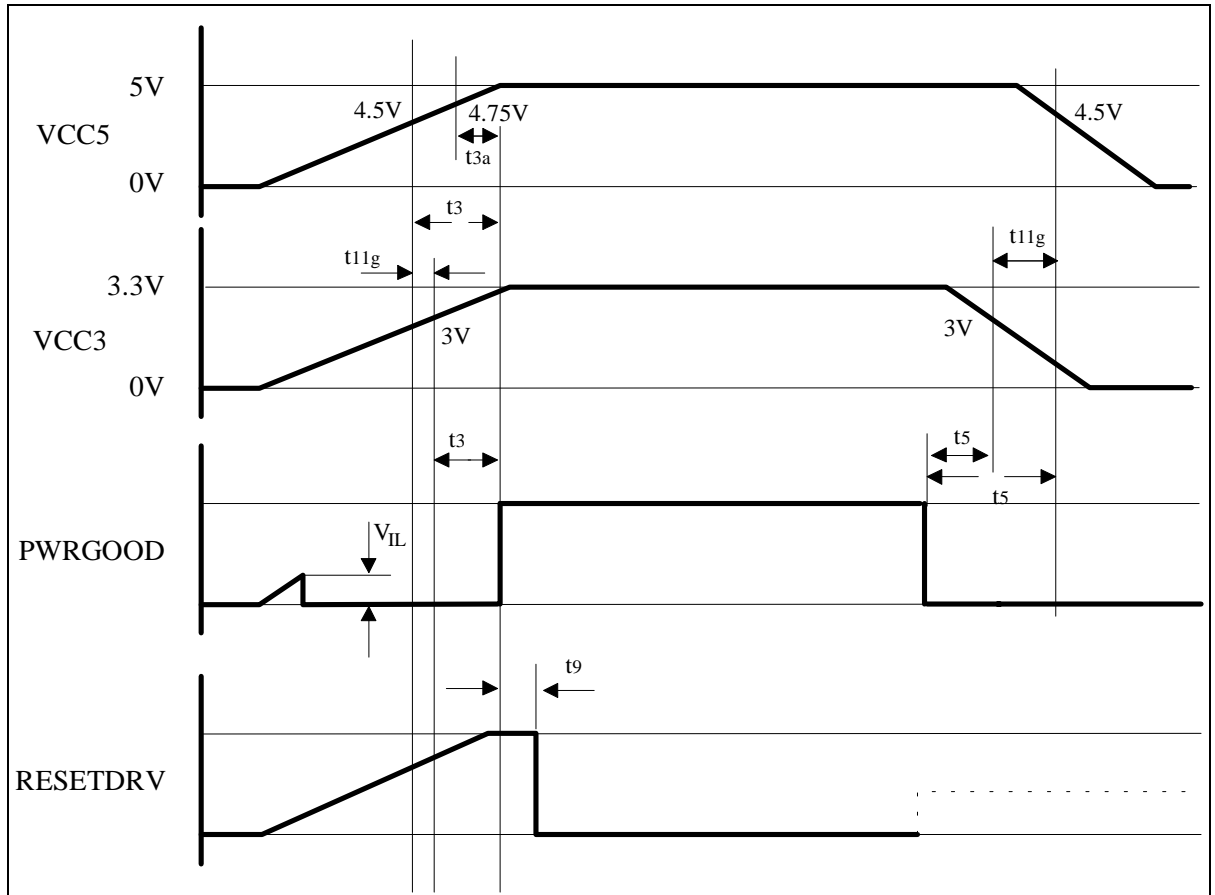 5V
4.5V
4.75V
4.5V
VCC5
t3a
0V
t3
t11g
t11g
3.3V
3V
3V
VCC3
0V
t3
t5
t5
VIL
PWRGOOD
t9
RESETDRV